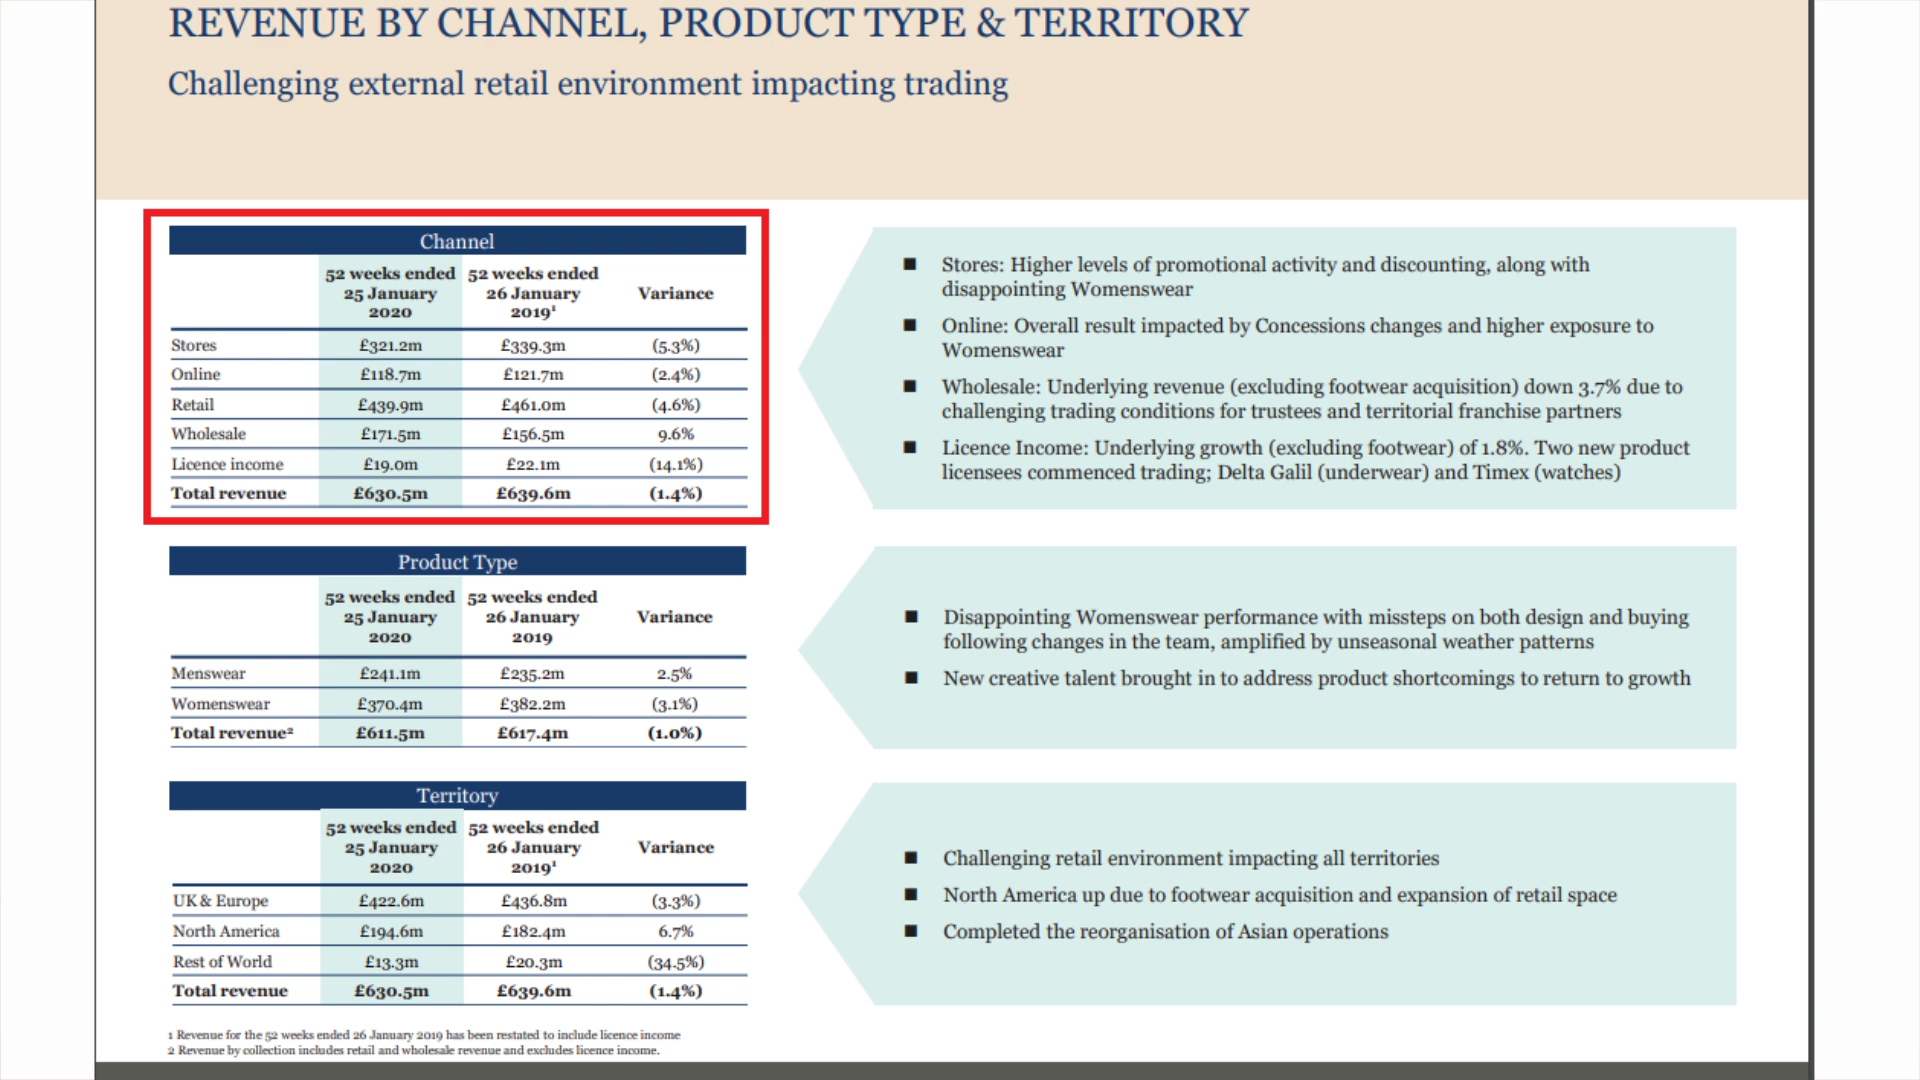 REVENUE BY CHANNEL, PRODUCT TYPE & TERRITORY
Challenging external retail environment impacting trading
Channel
52 weeks ended 25 January 2020 52 weeks ended 26 January 2019¹ Variance
Stores £321.2m £339.3m (5.3%)
Online £118.7m £121.7m (2.4%)
Retail £439.9m £461.0m (4.6%)
Wholesale £171.5m £156.5m 9.6%
Licence income £19.0m £22.1m (14.1%)
Total revenue £630.5m £639.6m (1.4%)
■ Stores: Higher levels of promotional activity and discounting, along with
disappointing Womenswear
■ Online: Overall result impacted by Concessions changes and higher exposure to
Womenswear
■ Wholesale: Underlying revenue (excluding footwear acquisition) down 3.7% due to
challenging trading conditions for trustees and territorial franchise partners
■ Licence Income: Underlying growth (excluding footwear) of 1.8%. Two new product
licensees commenced trading; Delta Galil (underwear) and Timex (watches)
Product Type
52 weeks ended 25 January 2020 52 weeks ended 26 January 2019 Variance
Menswear £241.1m £235.2m 2.5%
Womenswear £370.4m £382.2m (3.1%)
Total revenue² £611.5m £617.4m (1.0%)
■ Disappointing Womenswear performance with missteps on both design and buying
following changes in the team, amplified by unseasonal weather patterns
■ New creative talent brought in to address product shortcomings to return to growth
Territory
52 weeks ended 25 January 2020 52 weeks ended 26 January 2019¹ Variance
UK & Europe £422.6m £436.8m (3.3%)
North America £194.6m £182.4m 6.7%
Rest of World £13.3m £20.3m (34.5%)
Total revenue £630.5m £639.6m (1.4%)
■ Challenging retail environment impacting all territories
■ North America up due to footwear acquisition and expansion of retail space
■ Completed the reorganisation of Asian operations
1 Revenue for the 52 weeks ended 26 January 2019 has been restated to include licence income
2 Revenue by collection includes retail and wholesale revenue and excludes licence income.